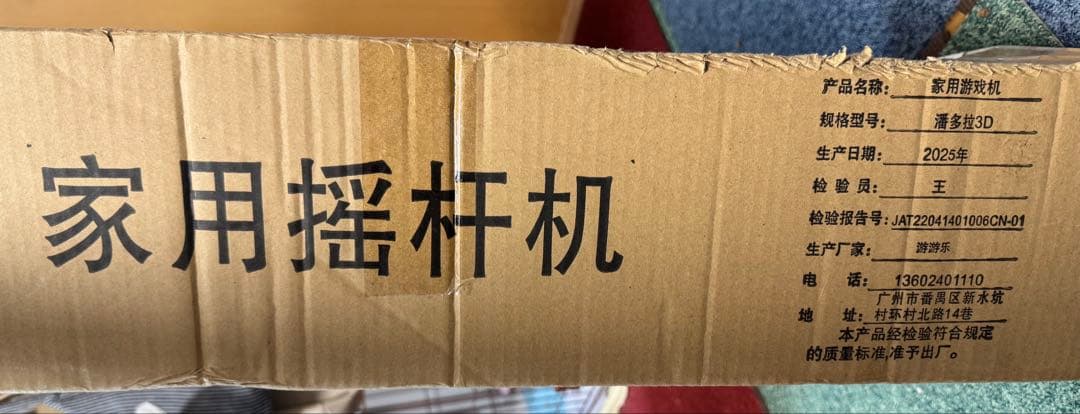 家用摇杆机
产品名称: 家用游戏机
规格型号: 潘多拉3D
生产日期: 2025年
检 验 员: 王
检验报告号: JAT22041401006CN-01
生产厂家: 游游乐
电 话: 13602401110
广州市番禺区新水坑
地 址: 村环村北路14巷
本产品经检验符合规定
的质量标准,准予出厂。